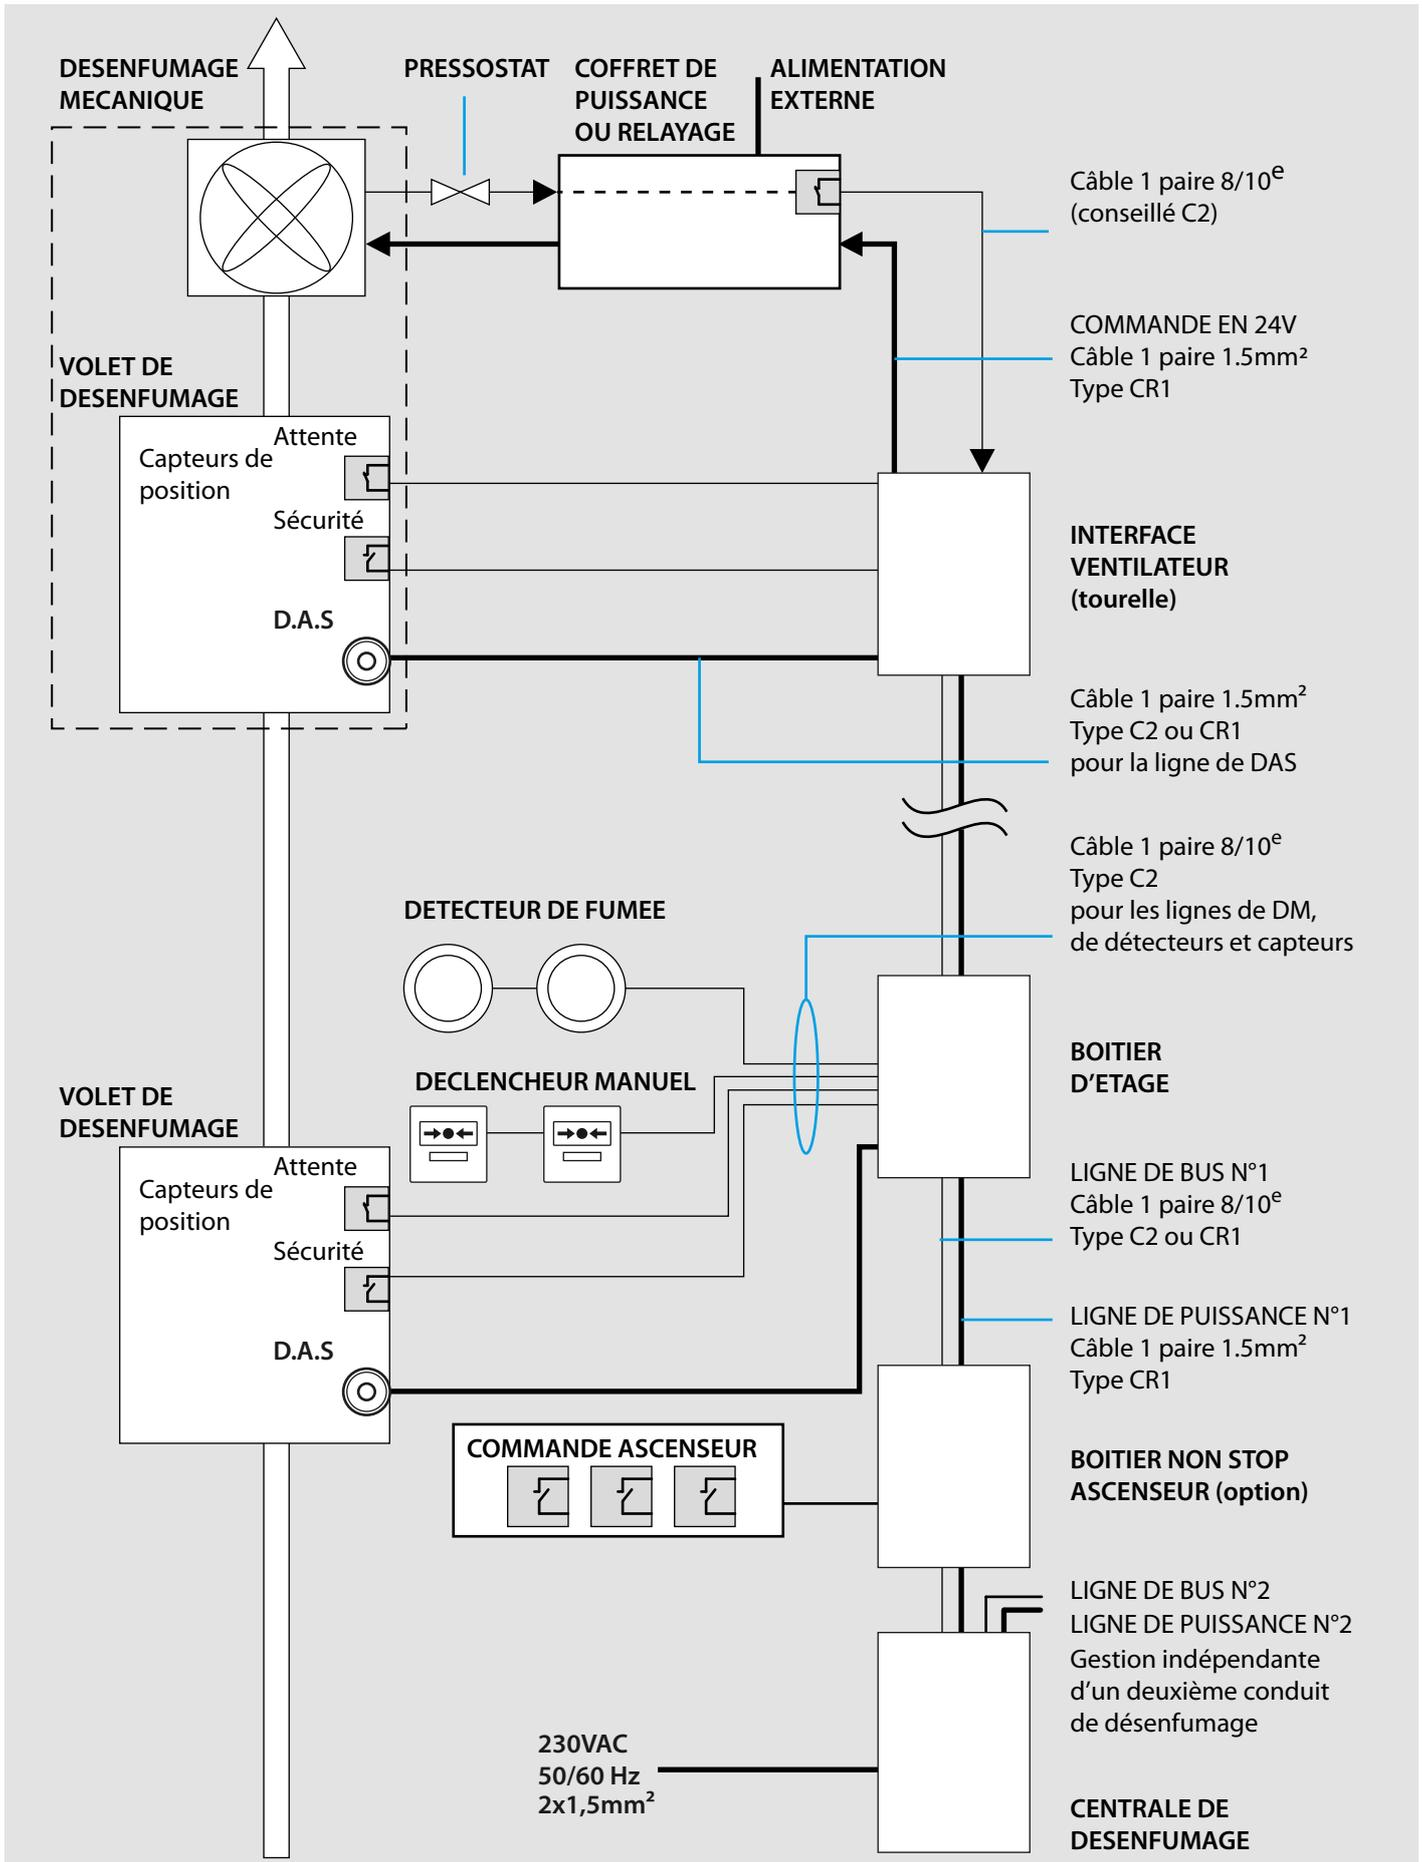 DESENFUMAGE
MECANIQUE
PRESSOSTAT
COFFRET DE
PUISSANCE
OU RELAYAGE
ALIMENTATION
EXTERNE
Câble 1 paire 8/10e
(conseillé C2)
COMMANDE EN 24V
Câble 1 paire 1.5mm²
Type CR1
VOLET DE
DESENFUMAGE
Attente
Capteurs de
position
Sécurité
D.A.S
INTERFACE
VENTILATEUR
(tourelle)
Câble 1 paire 1.5mm²
Type C2 ou CR1
pour la ligne de DAS
Câble 1 paire 8/10e
Type C2
pour les lignes de DM,
de détecteurs et capteurs
DETECTEUR DE FUMEE
DECLENCHEUR MANUEL
BOITIER
D'ETAGE
VOLET DE
DESENFUMAGE
Attente
Capteurs de
position
Sécurité
D.A.S
LIGNE DE BUS N°1
Câble 1 paire 8/10e
Type C2 ou CR1
LIGNE DE PUISSANCE N°1
Câble 1 paire 1.5mm²
Type CR1
COMMANDE ASCENSEUR
BOITIER NON STOP
ASCENSEUR (option)
LIGNE DE BUS N°2
LIGNE DE PUISSANCE N°2
Gestion indépendante
d'un deuxième conduit
de désenfumage
230VAC
50/60 Hz
2x1,5mm²
CENTRALE DE
DESENFUMAGE